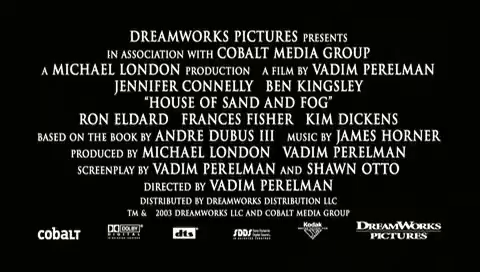 DREAMWORKS PICTURES PRESENTS
IN ASSOCIATION WITH COBALT MEDIA GROUP
A MICHAEL LONDON PRODUCTION A FILM BY VADIM PERELMAN
JENNIFER CONNELLY BEN KINGSLEY
"HOUSE OF SAND AND FOG"
RON ELDARD FRANCES FISHER KIM DICKENS
BASED ON THE BOOK BY ANDRE DUBUS III MUSIC BY JAMES HORNER
PRODUCED BY MICHAEL LONDON VADIM PERELMAN
SCREENPLAY BY VADIM PERELMAN AND SHAWN OTTO
DIRECTED BY VADIM PERELMAN
DISTRIBUTED BY DREAMWORKS DISTRIBUTION LLC
TM & 2003 DREAMWORKS LLC AND COBALT MEDIA GROUP
COBALT DOLBY DIGITAL dts SDDS Kodak DREAMWORKS PICTURES